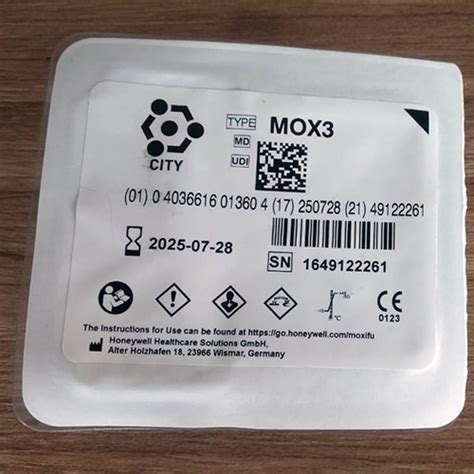 TYPE MOX3
MD
UDI
CITY
(01) 0 4036616 01360 4 (17) 250728 (21) 49122261
2025-07-28
SN 1649122261
°C
CE
0123
The Instructions for Use can be found at https://go.honeywell.com/moxifu
Honeywell Healthcare Solutions GmbH,
Alter Holzhafen 18, 23966 Wismar, Germany